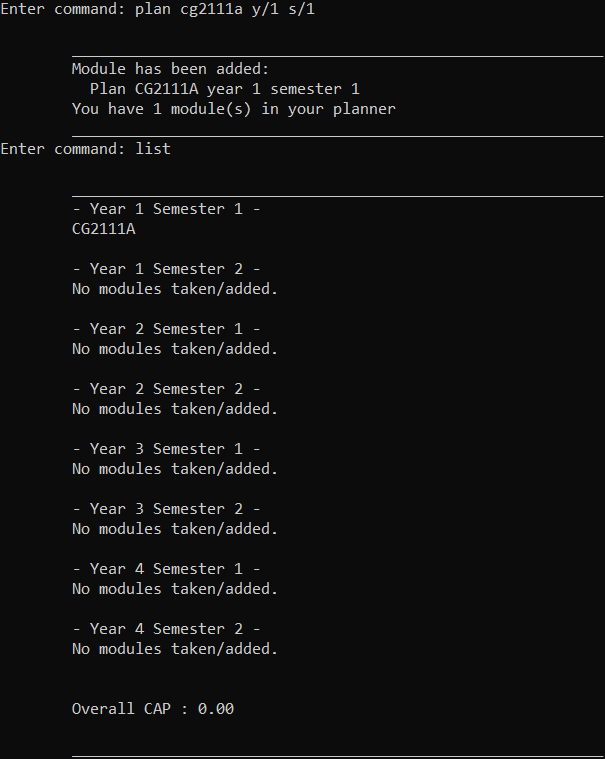 Enter command: plan cg2111a y/1 s/1
Module has been added:
Plan CG2111A year 1 semester 1
You have 1 module(s) in your planner
Enter command: list
- Year 1 Semester 1 -
CG2111A
- Year 1 Semester 2 -
No modules taken/added.
- Year 2 Semester 1 -
No modules taken/added.
- Year 2 Semester 2 -
No modules taken/added.
- Year 3 Semester 1 -
No modules taken/added.
- Year 3 Semester 2 -
No modules taken/added.
- Year 4 Semester 1 -
No modules taken/added.
- Year 4 Semester 2 -
No modules taken/added.
Overall CAP : 0.00